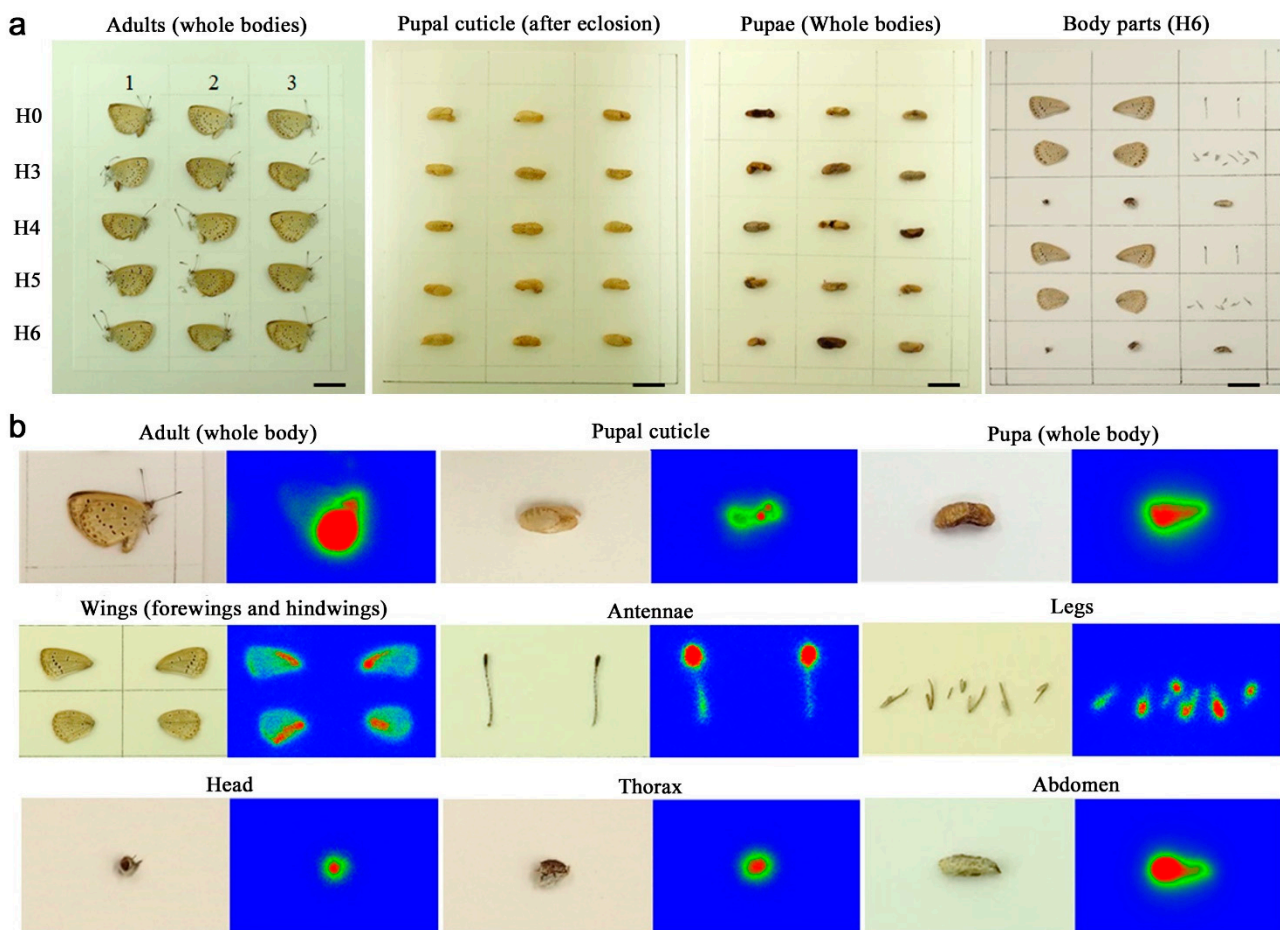 a
Adults (whole bodies)
Pupal cuticle (after eclosion)
Pupae (Whole bodies)
Body parts (H6)
1 2 3
H0
H3
H4
H5
H6
b
Adult (whole body)
Pupal cuticle
Pupa (whole body)
Wings (forewings and hindwings)
Antennae
Legs
Head
Thorax
Abdomen